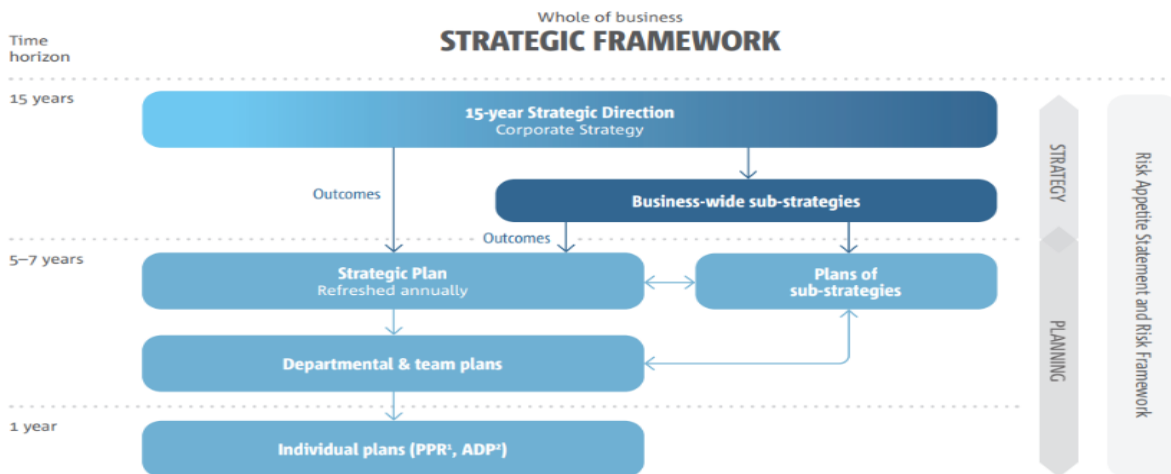 Whole of business
STRATEGIC FRAMEWORK
Time
horizon
15 years
15-year Strategic Direction
Corporate Strategy
Outcomes
Business-wide sub-strategies
Outcomes
5–7 years
Strategic Plan
Refreshed annually
Plans of
sub-strategies
Departmental & team plans
1 year
Individual plans (PPR¹, ADP²)
STRATEGY
PLANNING
Risk Appetite Statement and Risk Framework